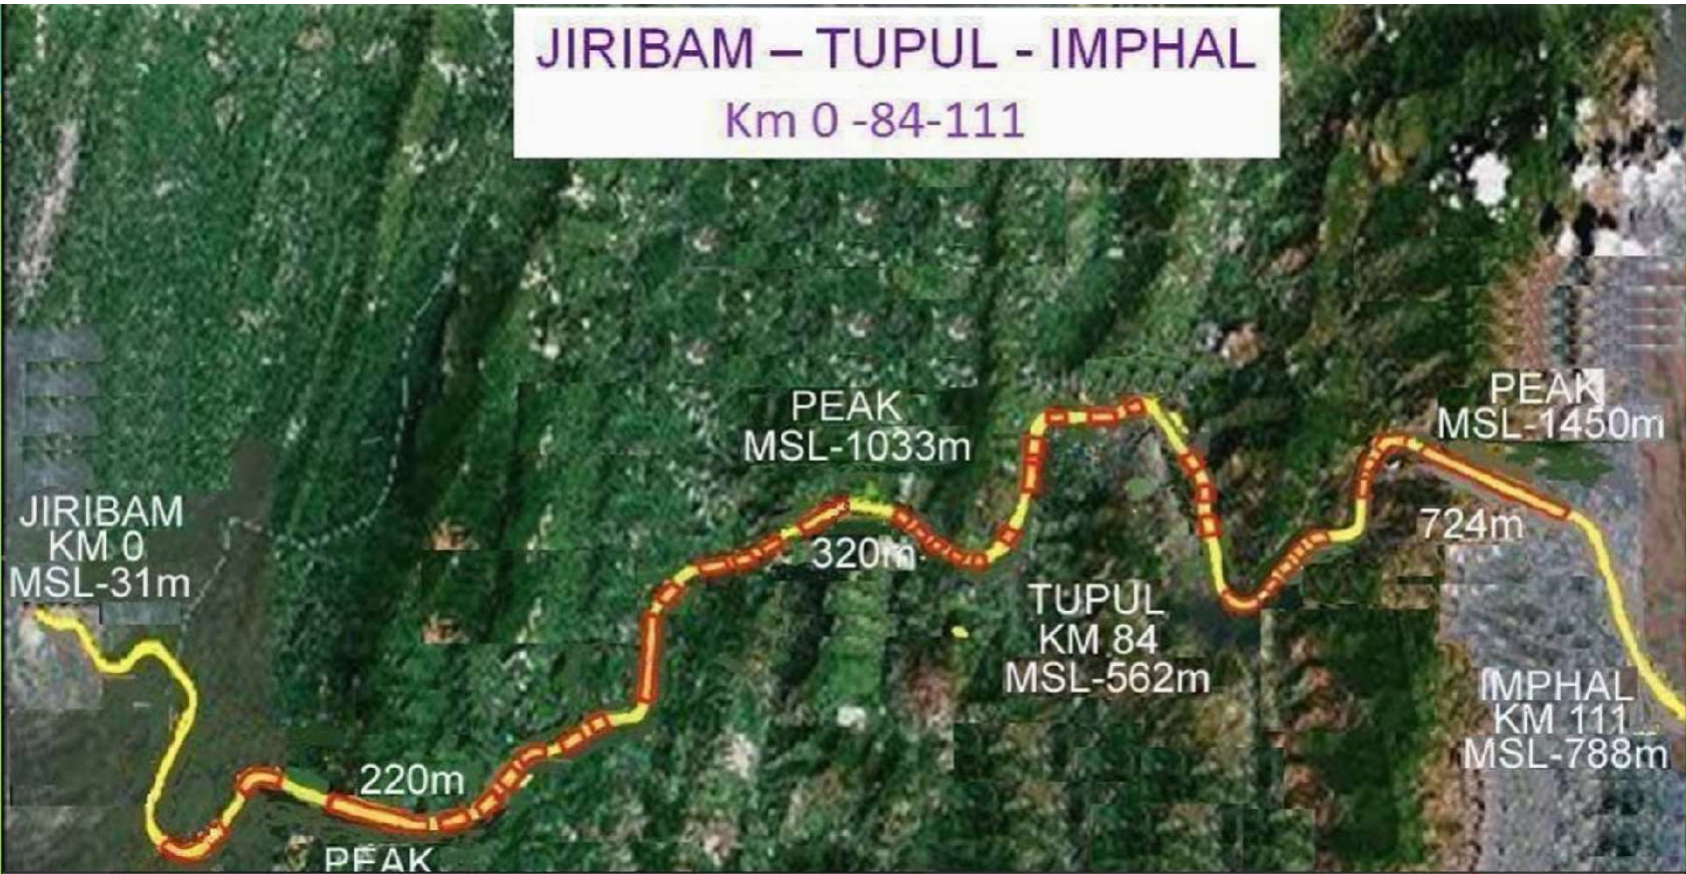 JIRIBAM – TUPUL - IMPHAL
Km 0 -84-111
PEAK
MSL-1450m
PEAK
MSL-1033m
JIRIBAM
KM 0
MSL-31m
724m
320m
TUPUL
KM 84
MSL-562m
IMPHAL
KM 111
MSL-788m
220m
PEAK